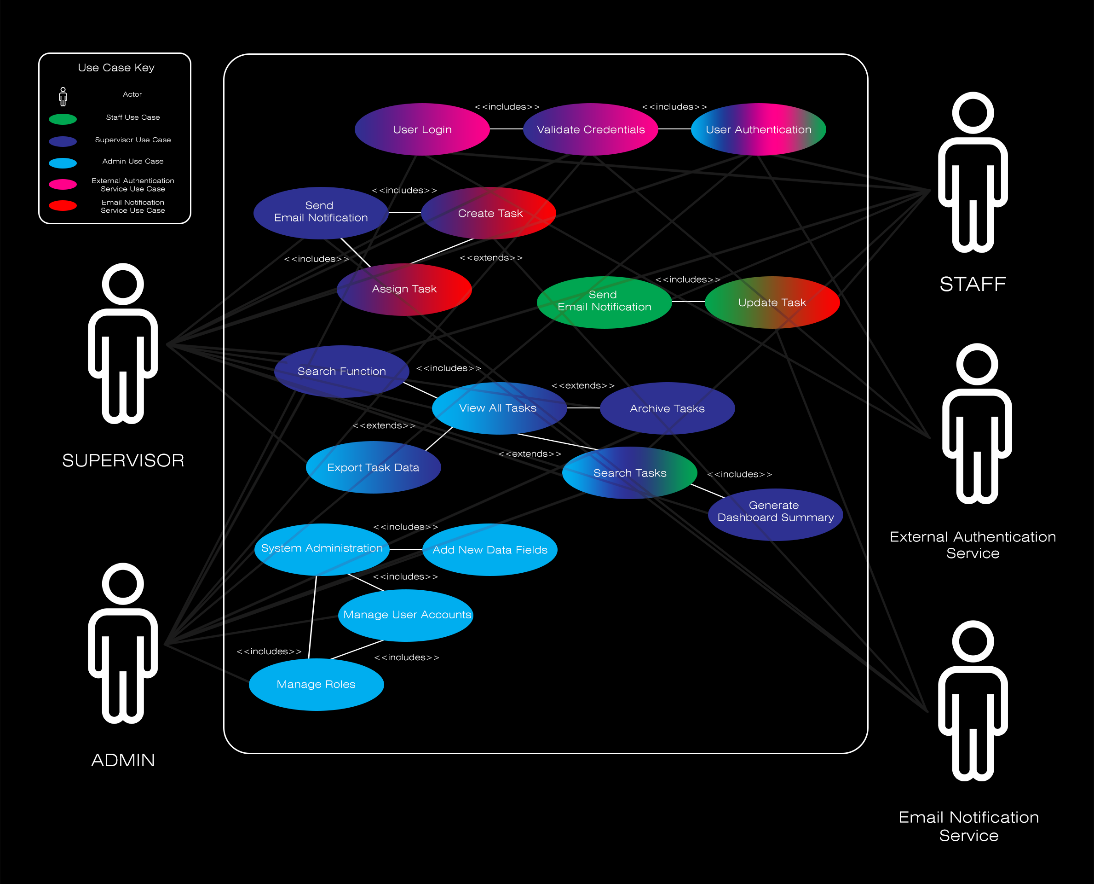 Use Case Key
Actor
Staff Use Case
Supervisor Use Case
Admin Use Case
External Authentication
Service Use Case
Email Notification
Service Use Case
<<includes>>
<<includes>>
User Login
Validate Credentials
User Authentication
<<includes>>
Send
Email Notification
Create Task
<<includes>>
<<extends>>
Assign Task
<<includes>>
Send
Email Notification
Update Task
STAFF
SUPERVISOR
Search Function
<<includes>>
View All Tasks
<<extends>>
Archive Tasks
<<extends>>
Export Task Data
<<extends>>
Search Tasks
<<includes>>
Generate
Dashboard Summary
External Authentication
Service
System Administration
<<includes>>
Add New Data Fields
<<includes>>
Manage User Accounts
<<includes>>
<<includes>>
Manage Roles
ADMIN
Email Notification
Service